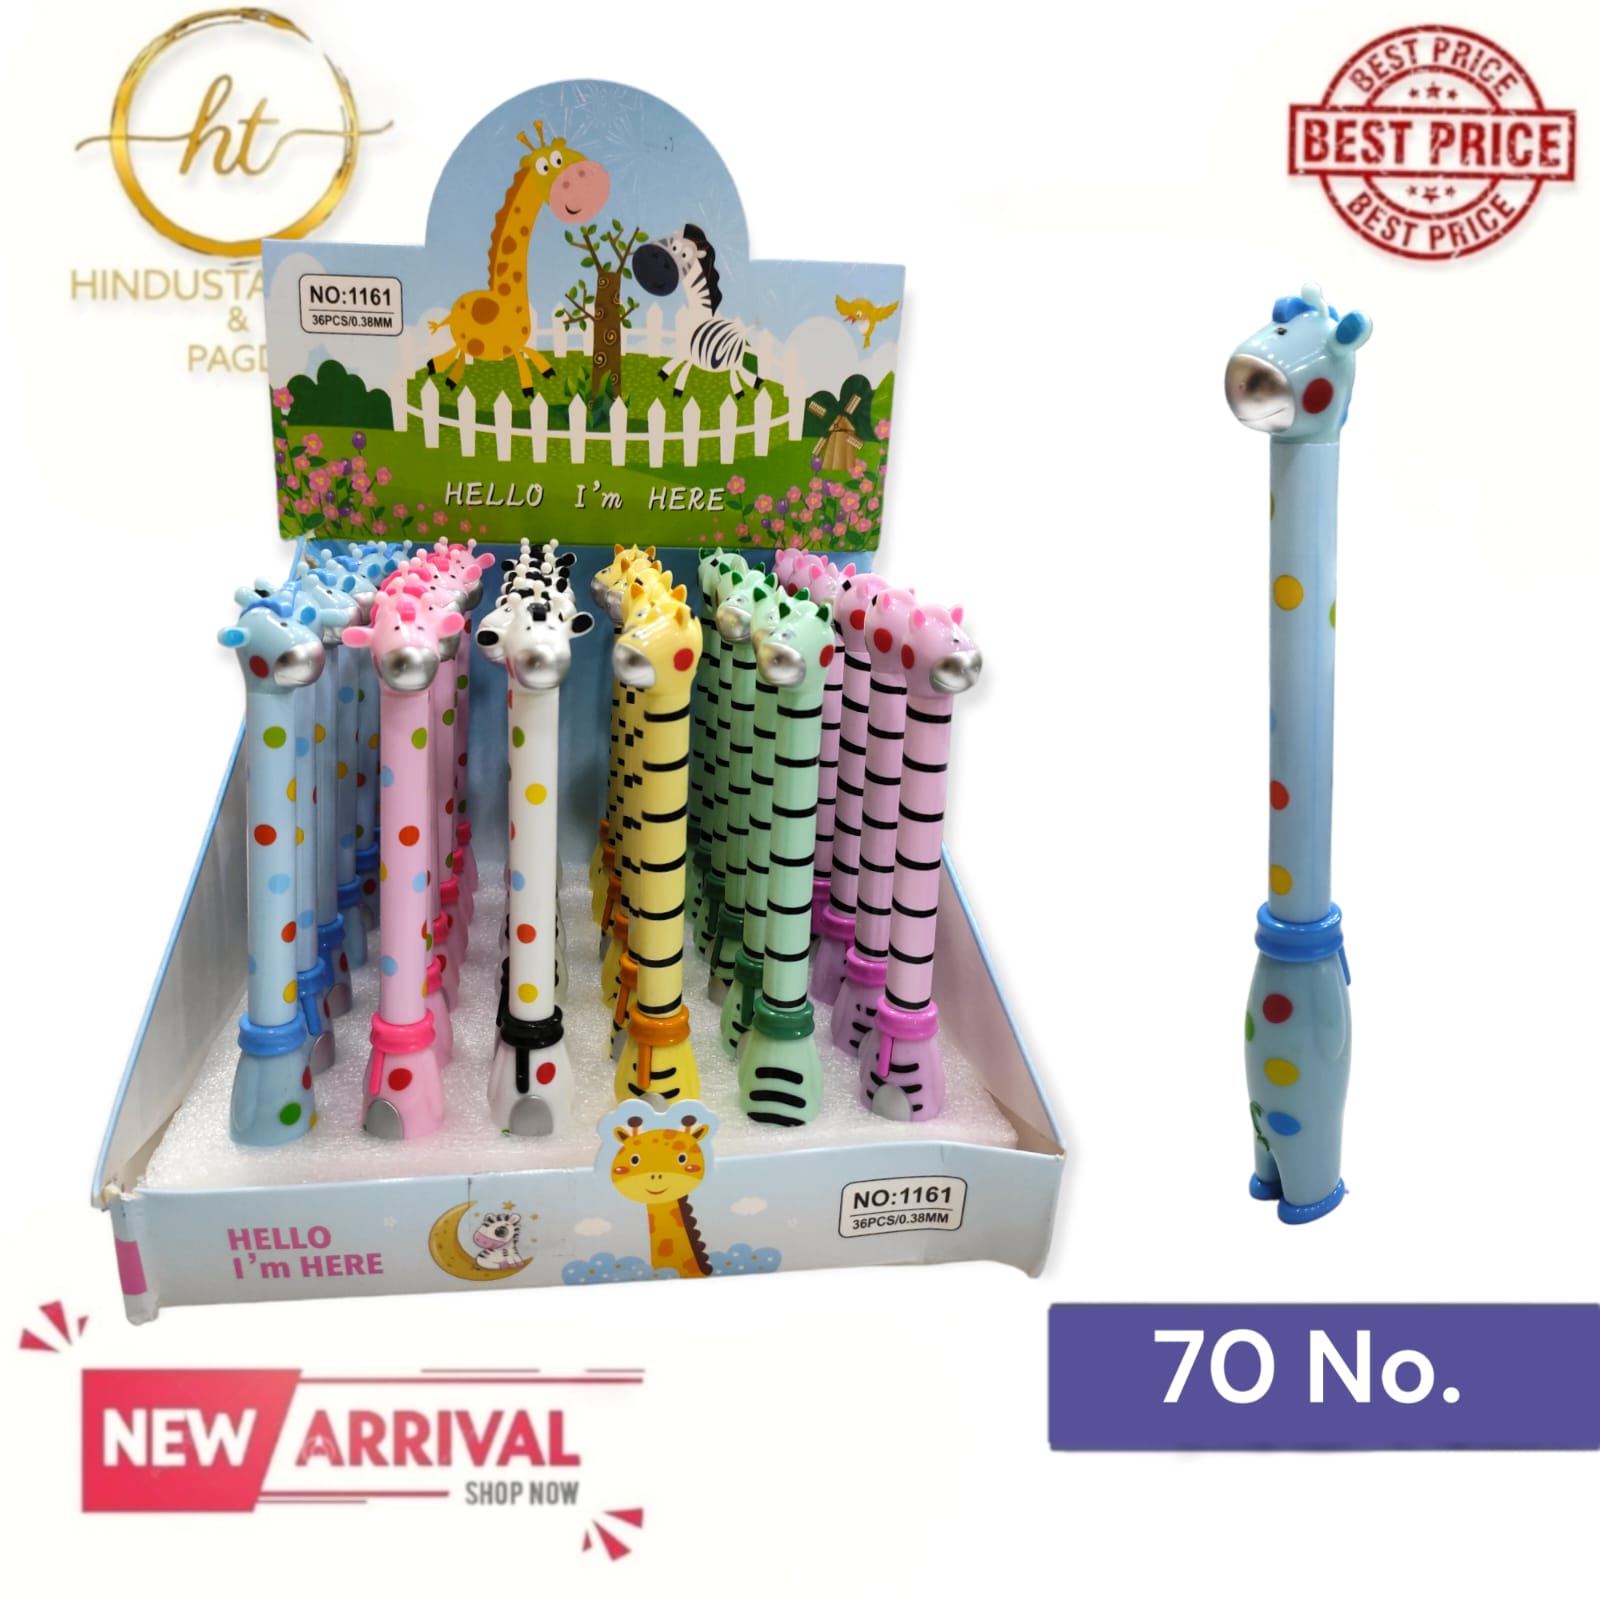 ht
HINDUSTA
&
PAGD
BEST PRICE
BEST PRICE
BEST PRICE
NO:1161
36PCS/0.38MM
HELLO I'm HERE
HELLO
I'm HERE
NO:1161
36PCS/0.38MM
70 No.
NEW ARRIVAL
SHOP NOW